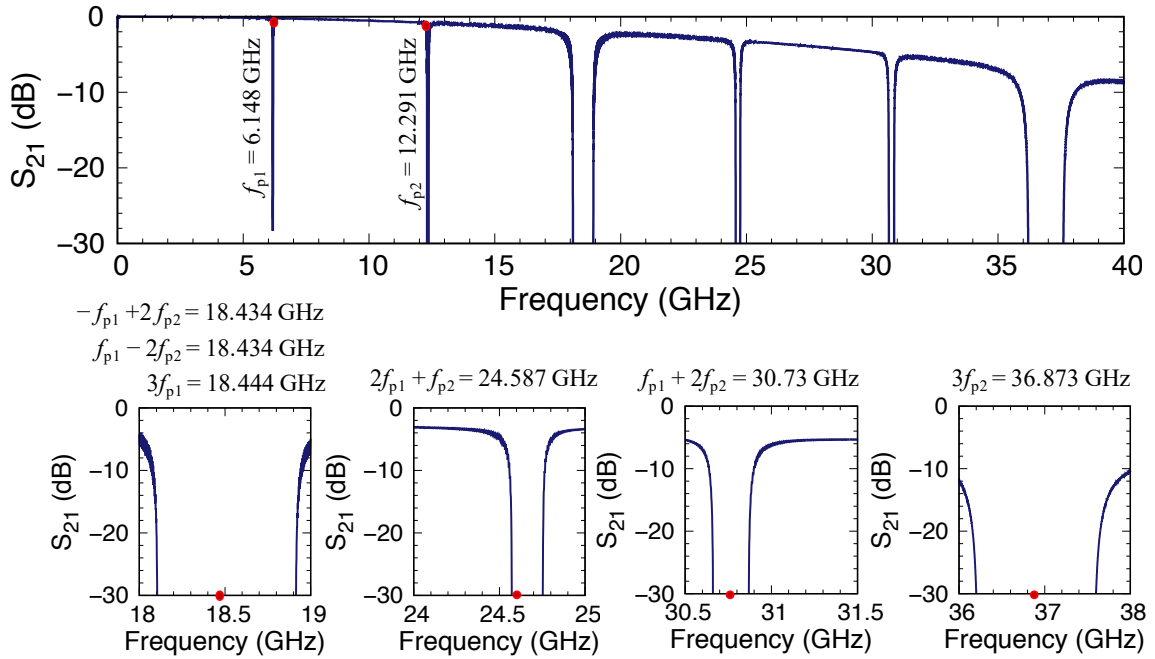 S21 (dB)
0
−10
−20
−30
fp1 = 6.148 GHz
fp2 = 12.291 GHz
0 5 10 15 20 25 30 35 40
Frequency (GHz)
−fp1 +2fp2 = 18.434 GHz
fp1 − 2fp2 = 18.434 GHz
3fp1 = 18.444 GHz
2fp1 + fp2 = 24.587 GHz
fp1 + 2fp2 = 30.73 GHz
3fp2 = 36.873 GHz
S21 (dB)
0
−10
−20
−30
18 18.5 19
Frequency (GHz)
S21 (dB)
0
−10
−20
−30
24 24.5 25
Frequency (GHz)
S21 (dB)
0
−10
−20
−30
30.5 31 31.5
Frequency (GHz)
S21 (dB)
0
−10
−20
−30
36 37 38
Frequency (GHz)